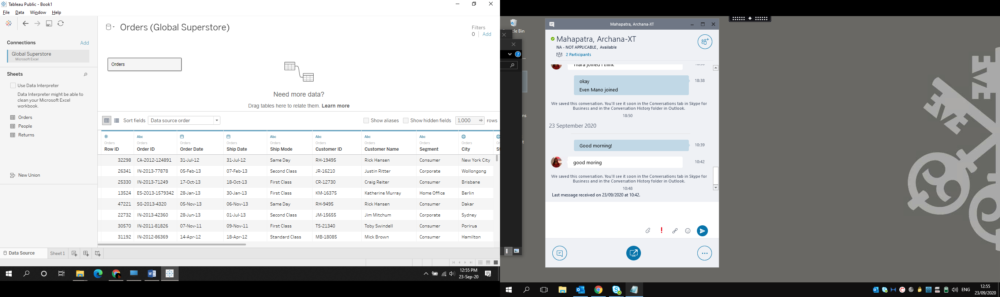 Tableau Public - Book1
File Data Window Help
Connections Add
Global Superstore
Microsoft Excel
Sheets
Use Data Interpreter
Data Interpreter might be able to
clean your Microsoft Excel
workbook.
Orders
People
Returns
New Union
Orders (Global Superstore)
Filters
0 Add
Orders
Need more data?
Drag tables here to relate them. Learn more
Sort fields Data source order Show aliases Show hidden fields 1,000 rows
# Abc Abc Abc Abc Abc
Orders Orders Orders Orders Orders Orders Orders Orders Orders
Row ID Order ID Order Date Ship Date Ship Mode Customer ID Customer Name Segment City
32298 CA-2012-124891 31-Jul-12 31-Jul-12 Same Day RH-19495 Rick Hansen Consumer New York City
26341 IN-2013-77878 05-Feb-13 07-Feb-13 Second Class JR-16210 Justin Ritter Corporate Wollongong
25330 IN-2013-71249 17-Oct-13 18-Oct-13 First Class CR-12730 Craig Reiter Consumer Brisbane
13524 ES-2013-1579342 28-Jan-13 30-Jan-13 First Class KM-16375 Katherine Murray Home Office Berlin
47221 SG-2013-4320 05-Nov-13 06-Nov-13 Same Day RH-9495 Rick Hansen Consumer Dakar
22732 IN-2013-42360 28-Jun-13 01-Jul-13 Second Class JM-15655 Jim Mitchum Corporate Sydney
30570 IN-2011-81826 07-Nov-11 09-Nov-11 First Class TS-21340 Toby Swindell Consumer Porirua
31192 IN-2012-86369 14-Apr-12 18-Apr-12 Standard Class MB-18085 Mick Brown Consumer Hamilton
Data Source Sheet 1
12:55 PM
23-Sep-20
cle Bin
Mahapatra, Archana-XT
Mahapatra, Archana-XT
NA - NOT APPLICABLE , Available
2 Participants
joined I think
okay 18:38
Even Mano joined
We saved this conversation. You'll see it soon in the Conversations tab in Skype for
Business and in the Conversation History folder in Outlook.
18:50
23 September 2020
Good morning! 10:39
good moring 10:42
We saved this conversation. You'll see it soon in the Conversations tab in Skype for
Business and in the Conversation History folder in Outlook.
10:48
Last message received on 23/09/2020 at 10:42.
EVE
EVE
ENG
12:55
23/09/2020